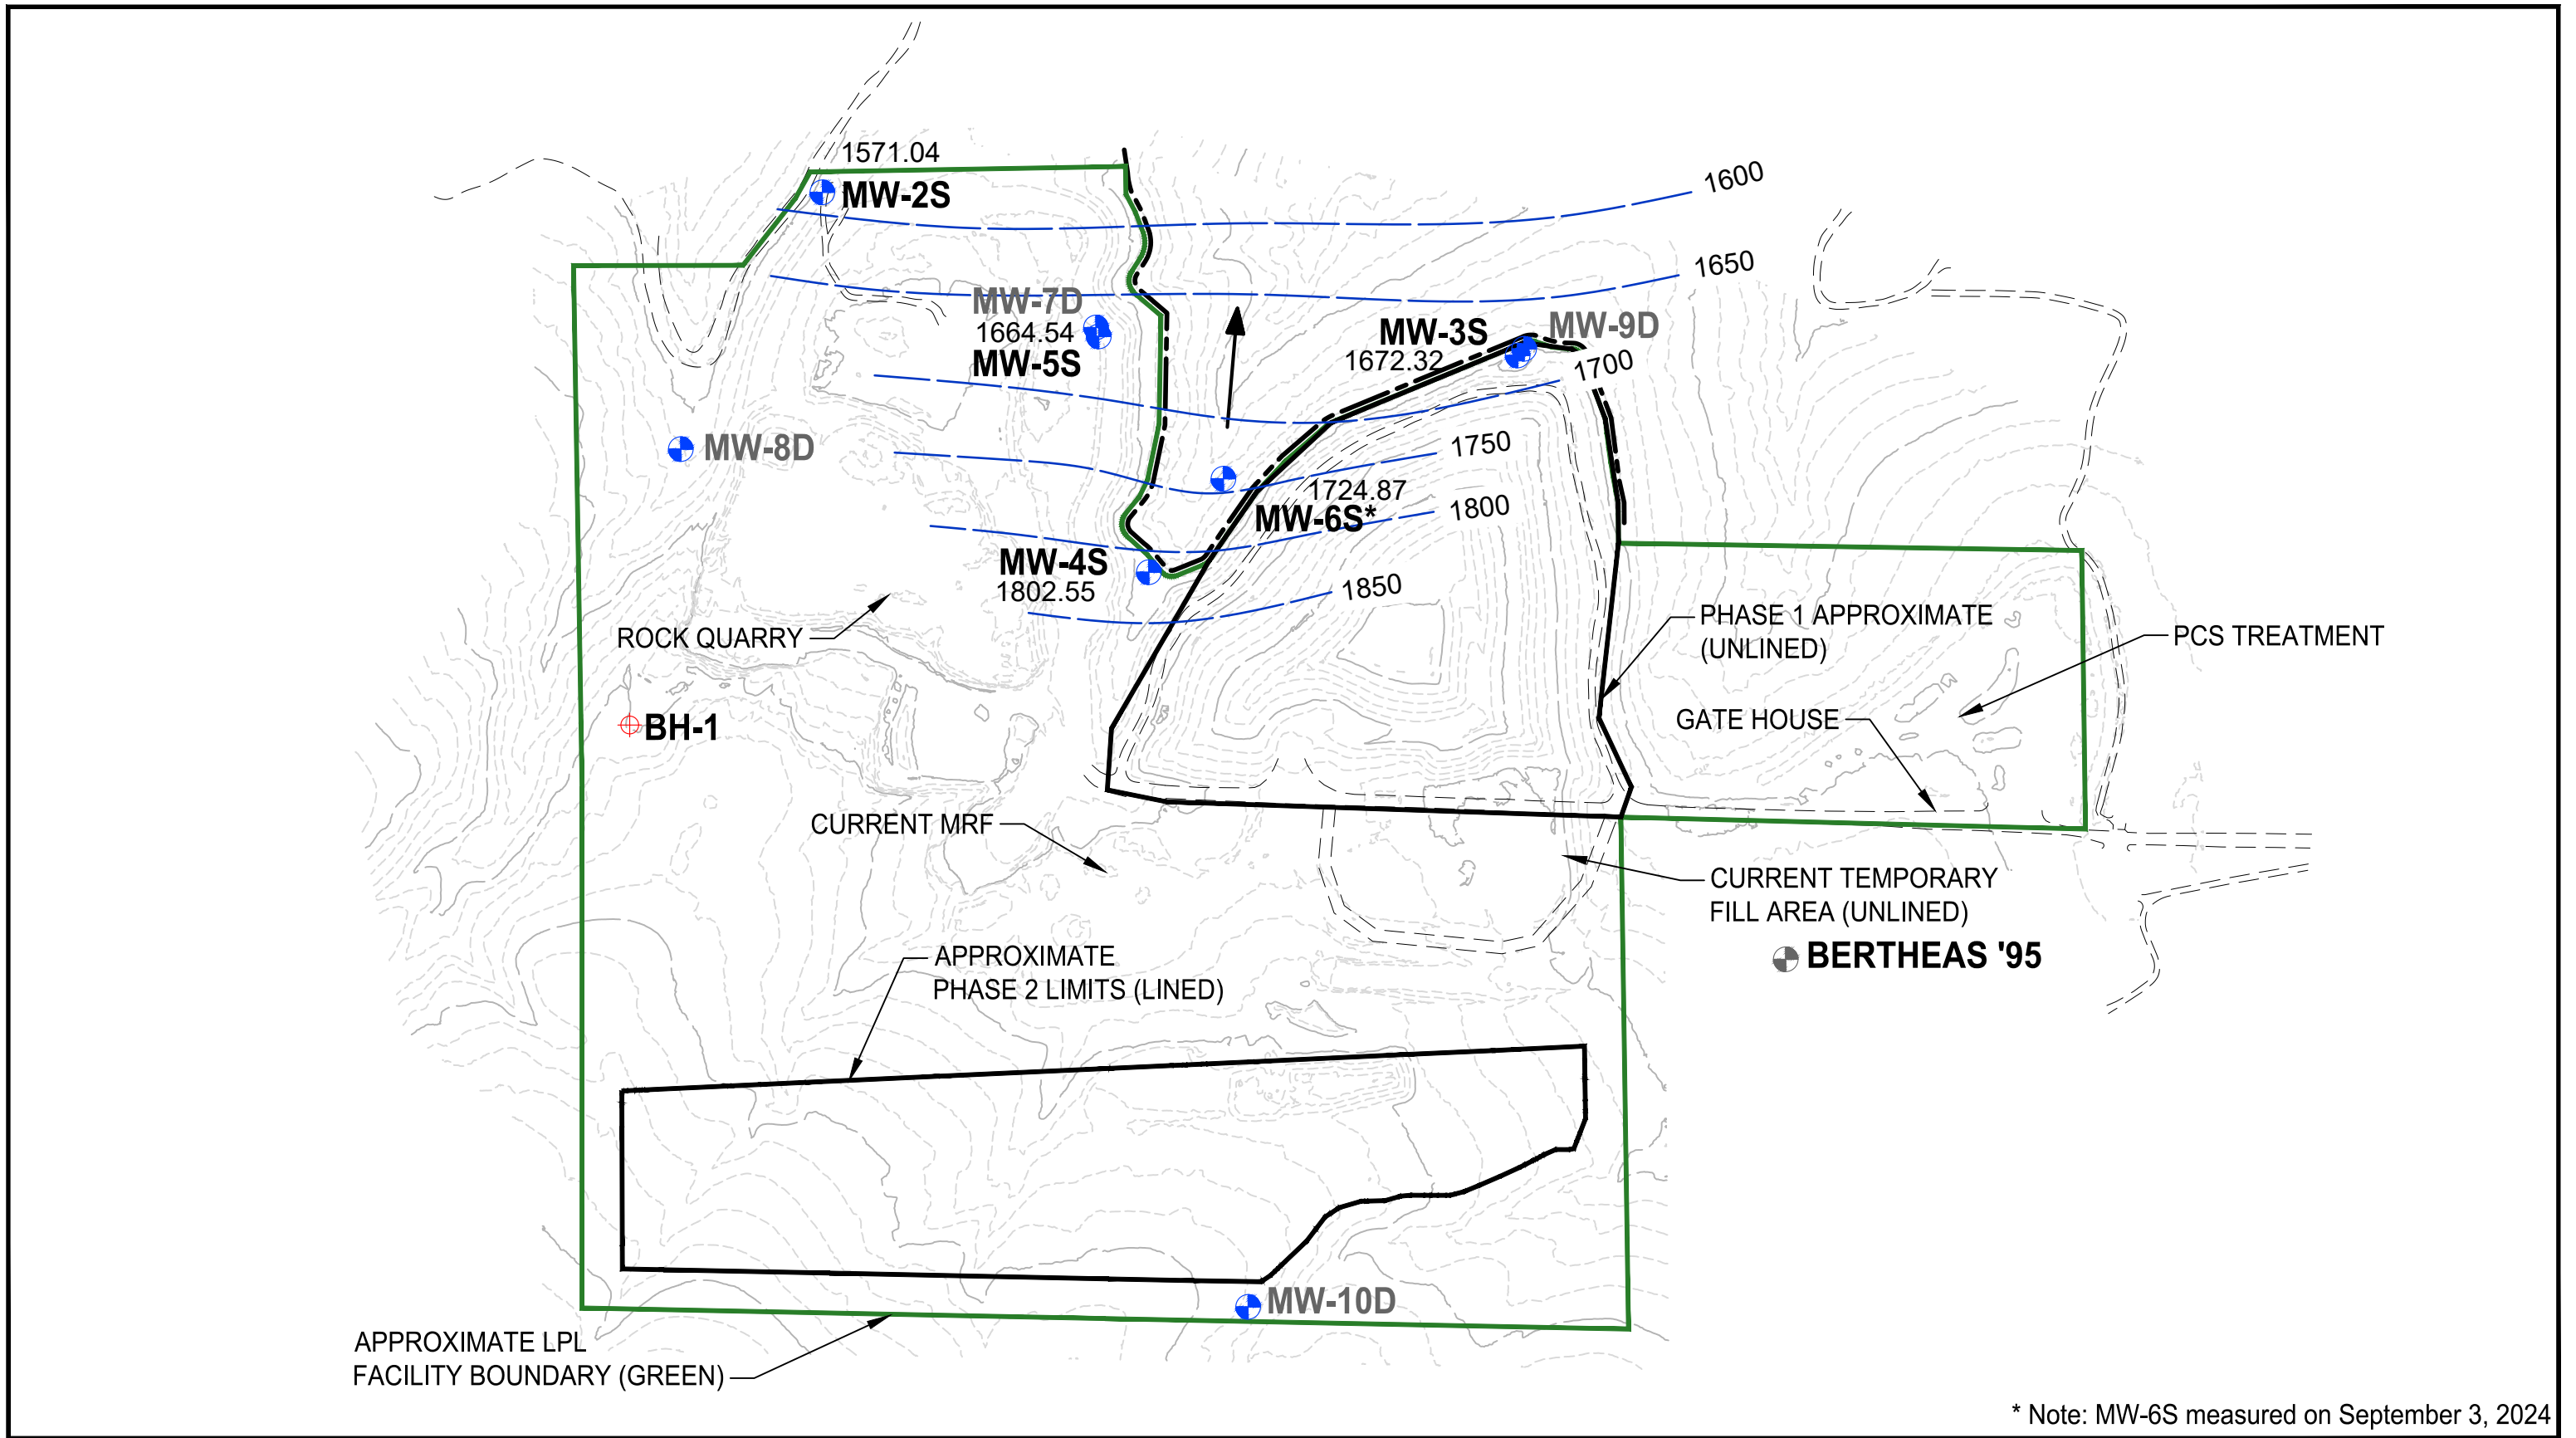 1571.04
MW-2S
1600
1650
MW-7D
1664.54
MW-5S
MW-3S
1672.32
MW-9D
1700
MW-8D
1750
1724.87
MW-6S*
1800
MW-4S
1802.55
1850
ROCK QUARRY
PHASE 1 APPROXIMATE
(UNLINED)
PCS TREATMENT
GATE HOUSE
BH-1
CURRENT MRF
CURRENT TEMPORARY
FILL AREA (UNLINED)
BERTHEAS '95
APPROXIMATE
PHASE 2 LIMITS (LINED)
MW-10D
APPROXIMATE LPL
FACILITY BOUNDARY (GREEN)
* Note: MW-6S measured on September 3, 2024